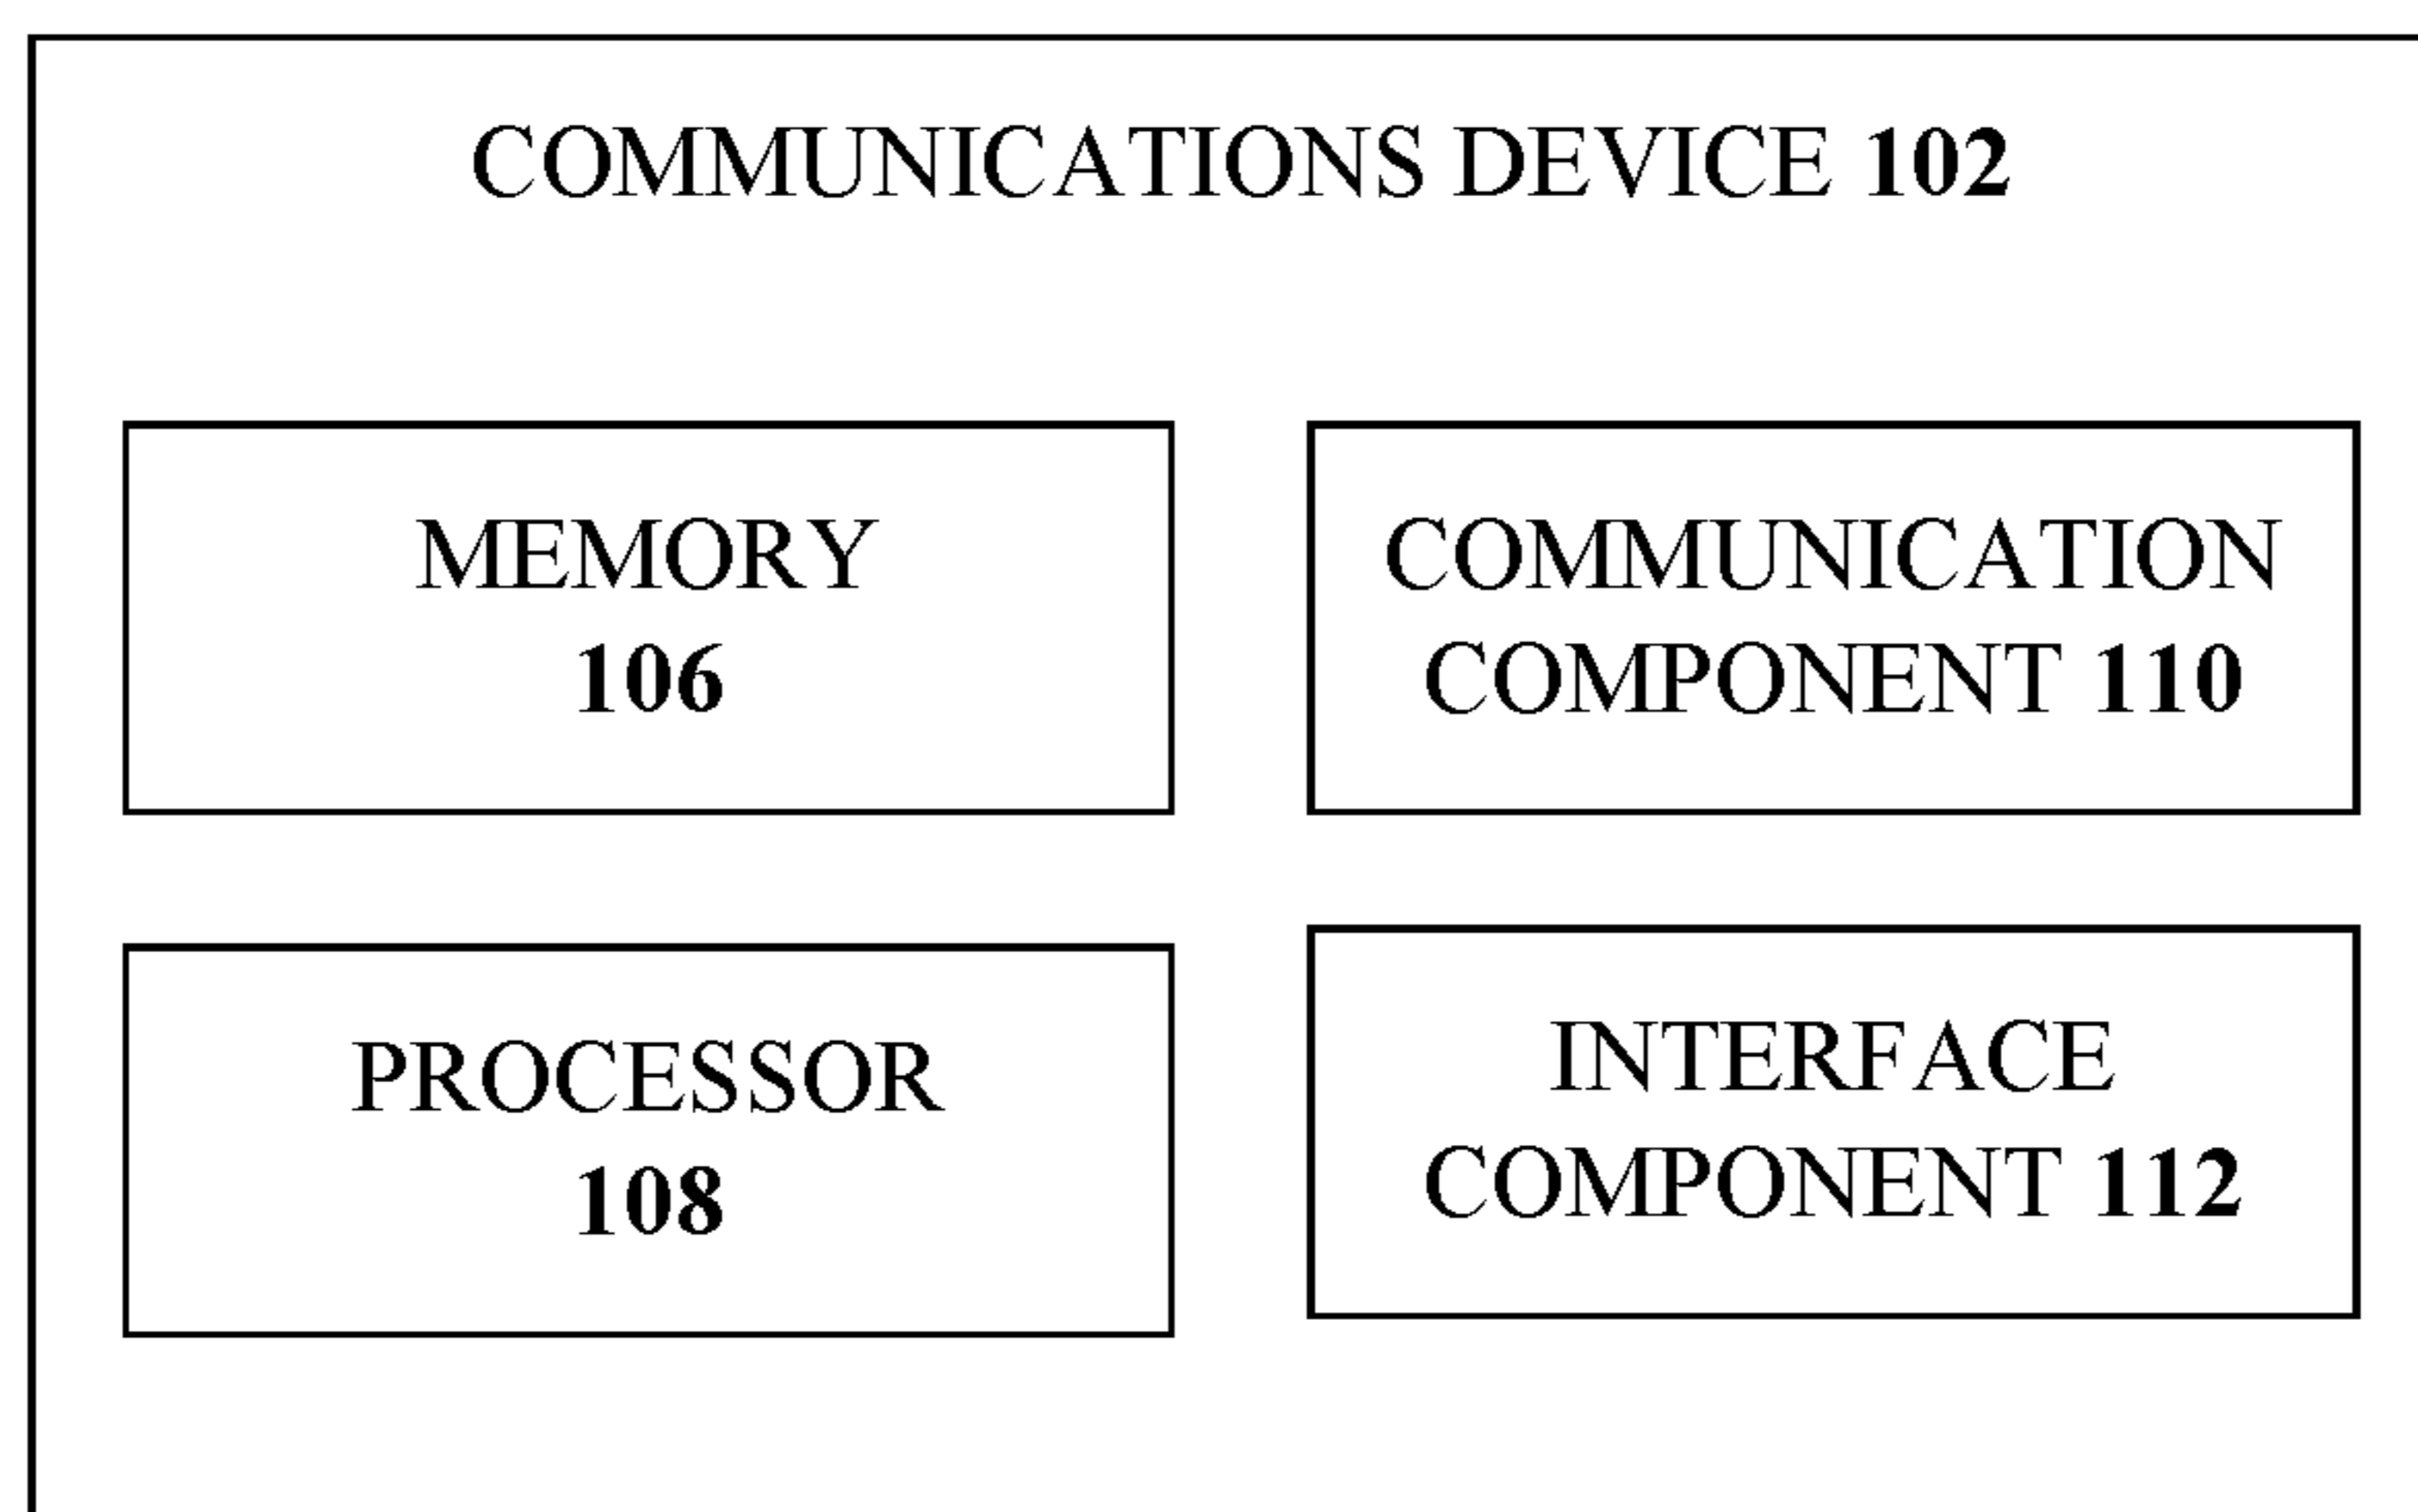 COMMUNICATIONS DEVICE 102
MEMORY
106
COMMUNICATION
COMPONENT 110
PROCESSOR
108
INTERFACE
COMPONENT 112